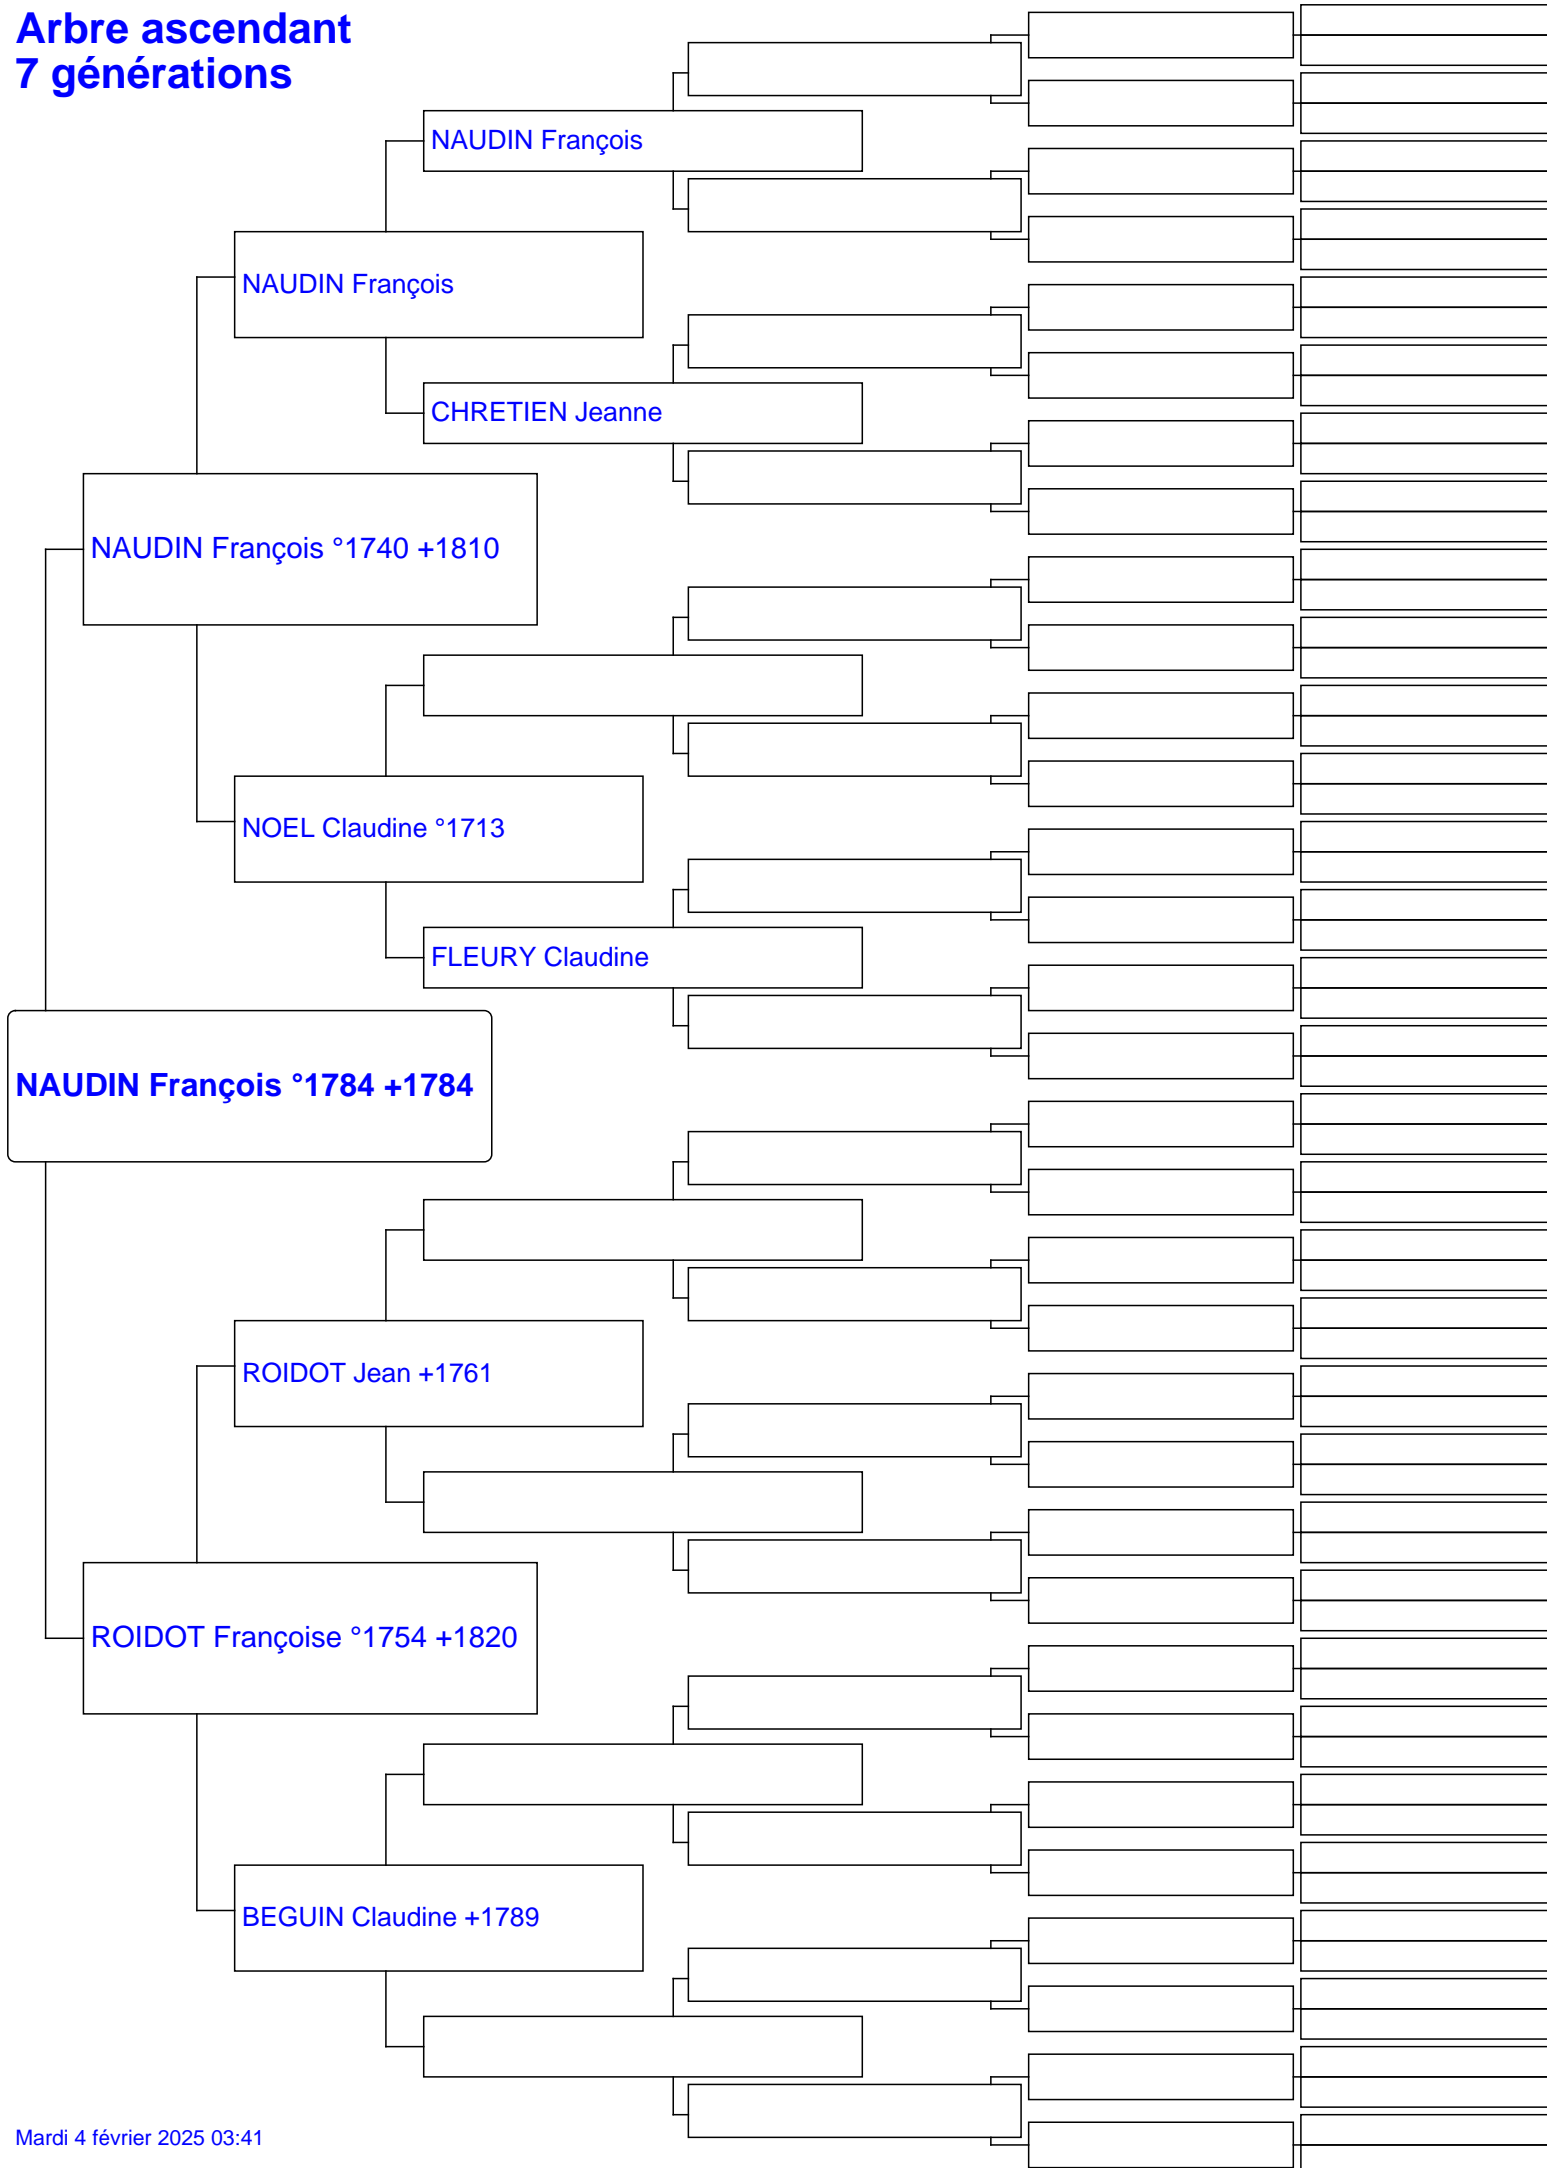 Arbre ascendant
7 générations
NAUDIN François
NAUDIN François
CHRETIEN Jeanne
NAUDIN François °1740 +1810
NOEL Claudine °1713
FLEURY Claudine
NAUDIN François °1784 +1784
ROIDOT Jean +1761
ROIDOT Françoise °1754 +1820
BEGUIN Claudine +1789
Mardi 4 février 2025 03:41